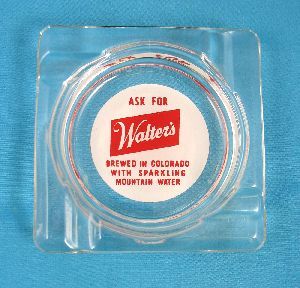 ASK FOR
Walter's
BREWED IN COLORADO
WITH SPARKLING
MOUNTAIN WATER